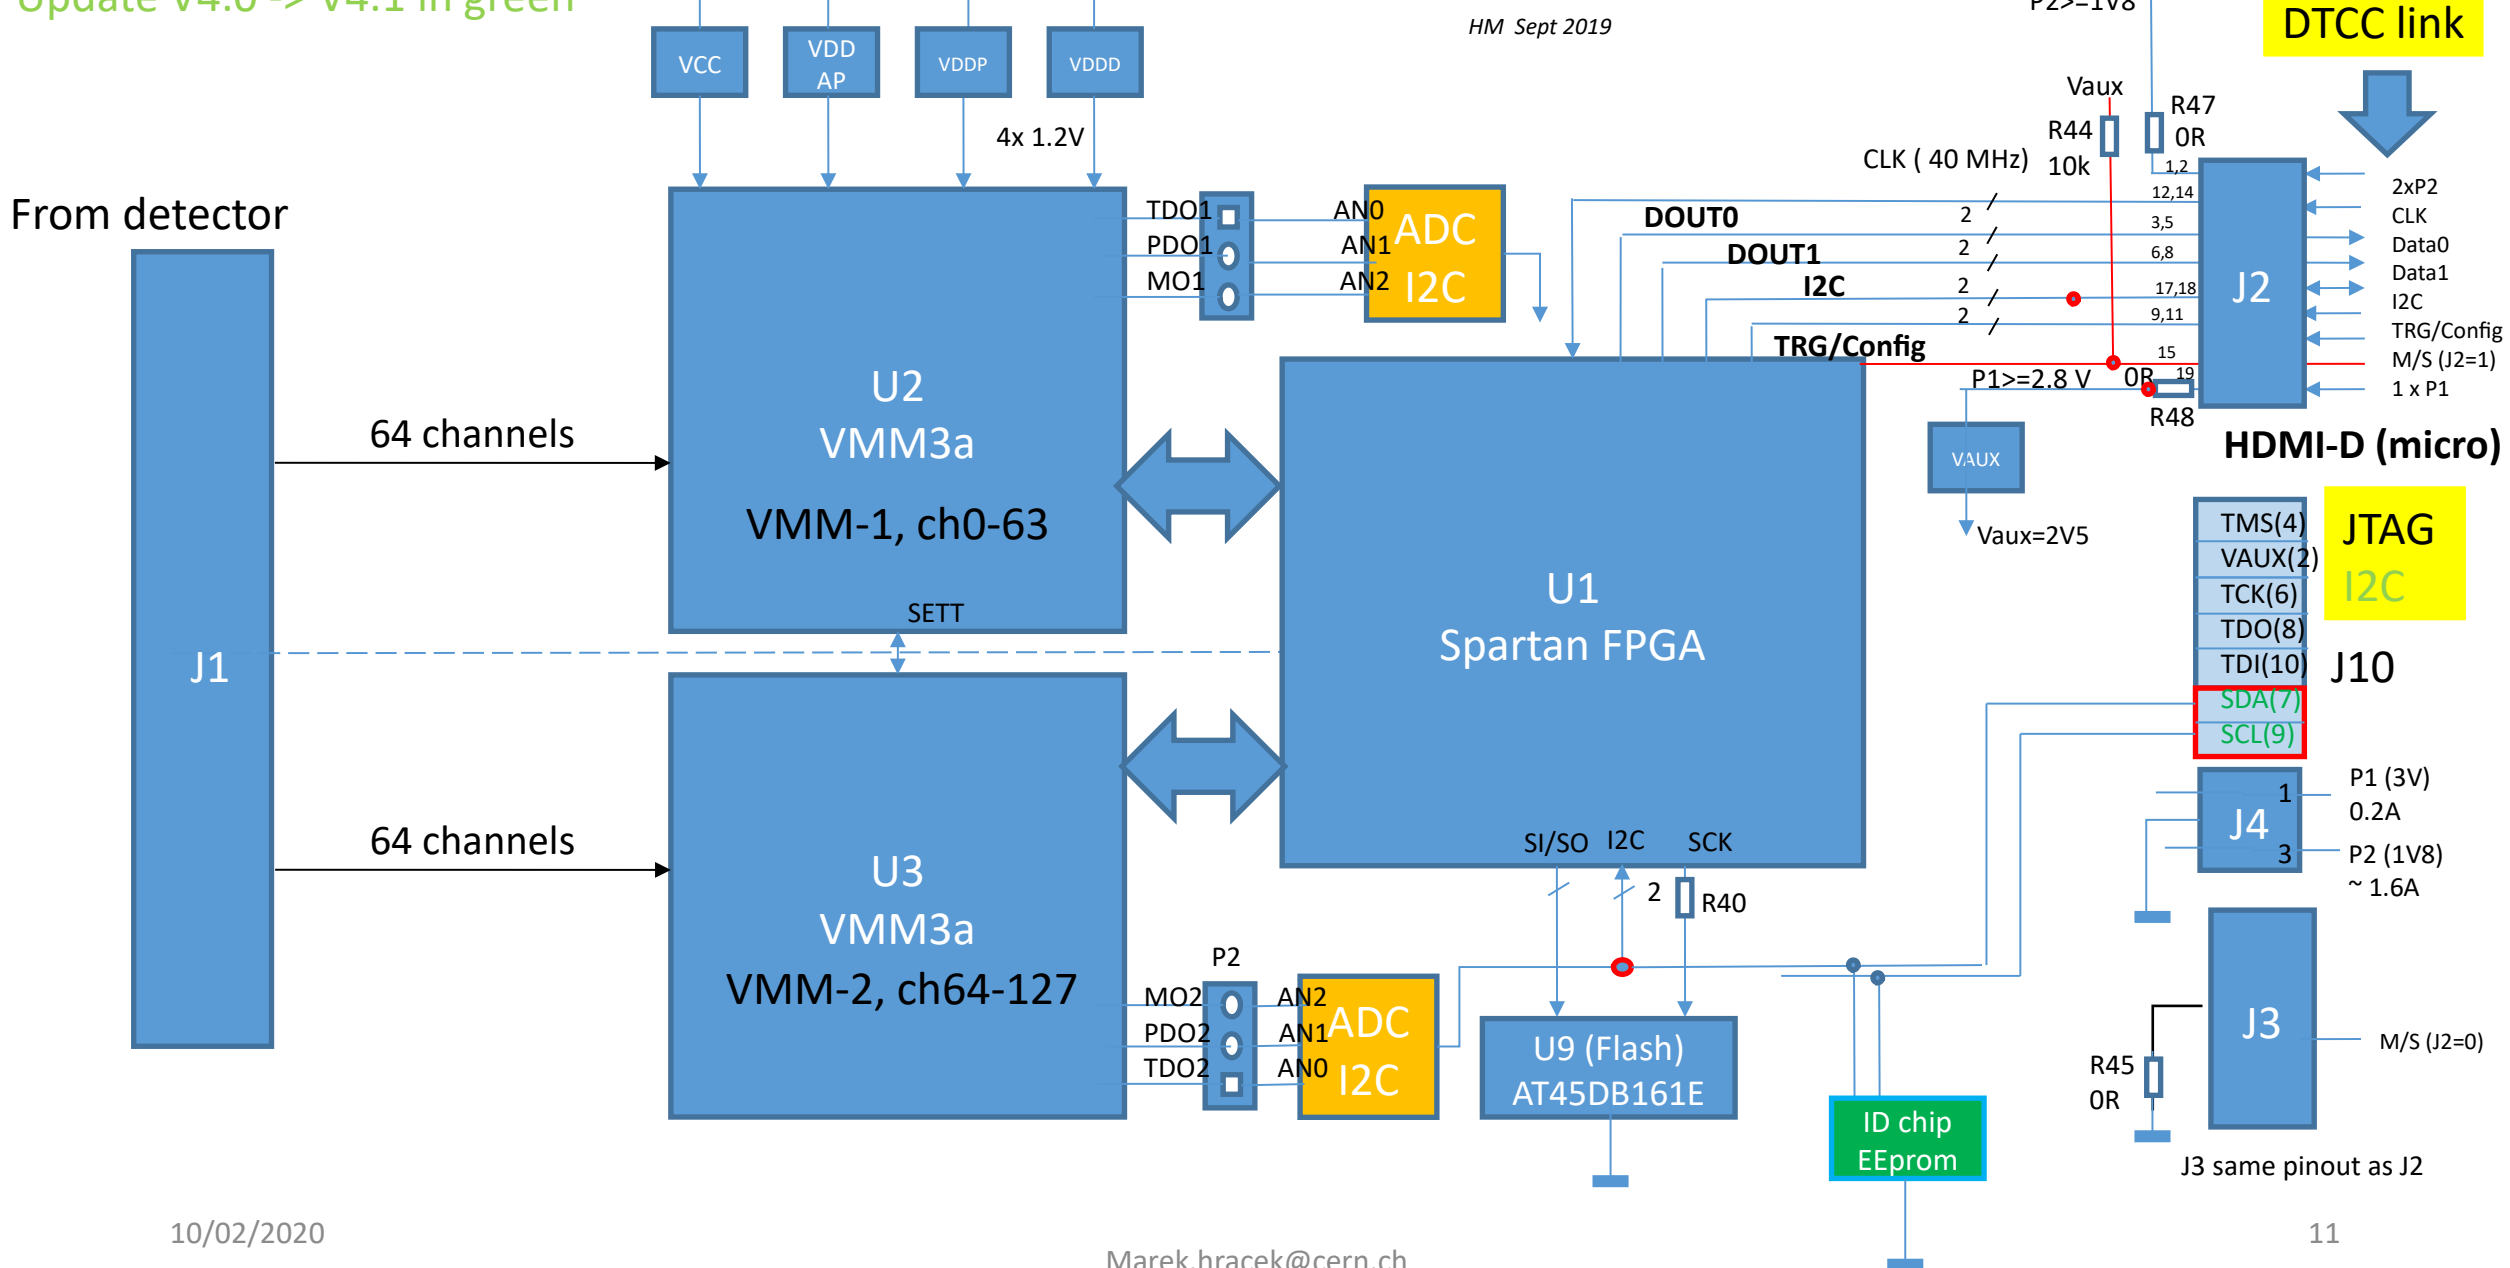 Update V4.0 -> V4.1 in green
HM Sept 2019
P2>=1V8
DTCC link
VCC
VDD
AP
VDDP
VDDD
4x 1.2V
Vaux
R44
10k
R47
0R
CLK ( 40 MHz)
1,2
12,14
3,5
6,8
17,18
9,11
15
19
2xP2
CLK
Data0
Data1
I2C
TRG/Config
M/S (J2=1)
1 x P1
J2
DOUT0
2
DOUT1
2
I2C
2
2
TRG/Config
P1>=2.8 V
0R
R48
HDMI-D (micro)
VAUX
Vaux=2V5
From detector
J1
64 channels
64 channels
U2
VMM3a
VMM-1, ch0-63
SETT
TDO1
PDO1
MO1
AN0
AN1
AN2
ADC
I2C
U1
Spartan FPGA
SI/SO
I2C
SCK
2
R40
TMS(4)
VAUX(2)
TCK(6)
TDO(8)
TDI(10)
SDA(7)
SCL(9)
JTAG
I2C
J10
J4
1
3
P1 (3V)
0.2A
P2 (1V8)
~ 1.6A
U3
VMM3a
VMM-2, ch64-127
P2
MO2
PDO2
TDO2
AN2
AN1
AN0
ADC
I2C
U9 (Flash)
AT45DB161E
ID chip
EEprom
R45
0R
J3
M/S (J2=0)
J3 same pinout as J2
10/02/2020
Marek.hracek@cern.ch
11